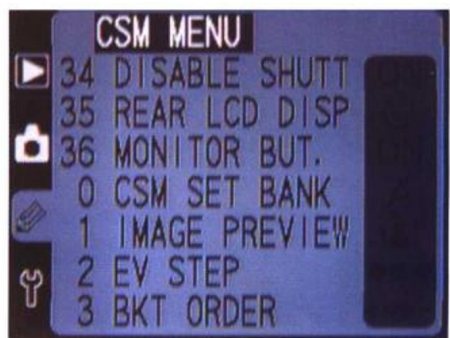 CSM MENU
34 DISABLE SHUTT
35 REAR LCD DISP
36 MONITOR BUT.
0 CSM SET BANK
1 IMAGE PREVIEW
2 EV STEP
3 BKT ORDER